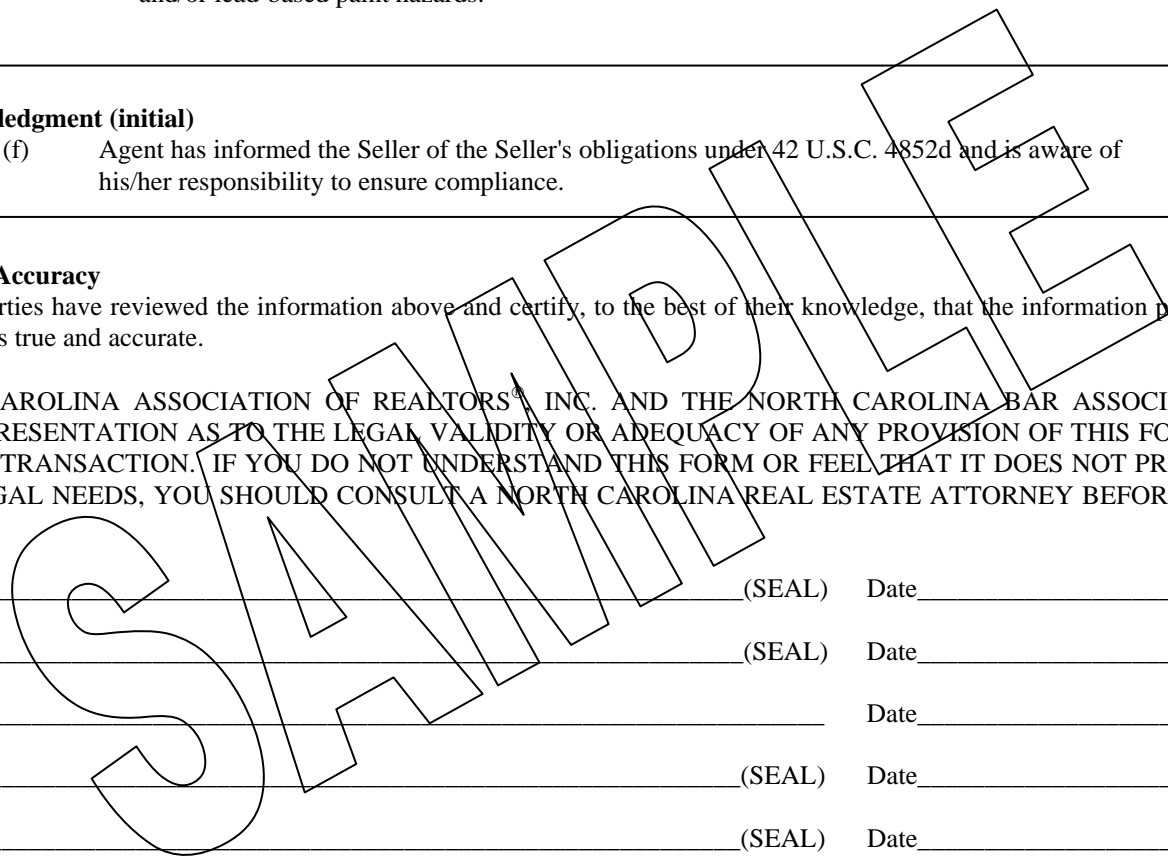 and/or lead-based paint hazards.
ledgment (initial)
(f) Agent has informed the Seller of the Seller's obligations under 42 U.S.C. 4852d and is aware of
his/her responsibility to ensure compliance.
Accuracy
rties have reviewed the information above and certify, to the best of their knowledge, that the information p
s true and accurate.
AROLINA ASSOCIATION OF REALTORS®, INC. AND THE NORTH CAROLINA BAR ASSOCI
RESENTATION AS TO THE LEGAL VALIDITY OR ADEQUACY OF ANY PROVISION OF THIS FO
TRANSACTION. IF YOU DO NOT UNDERSTAND THIS FORM OR FEEL THAT IT DOES NOT PR
GAL NEEDS, YOU SHOULD CONSULT A NORTH CAROLINA REAL ESTATE ATTORNEY BEFOR
(SEAL) Date
(SEAL) Date
Date
(SEAL) Date
(SEAL) Date
SAMPLE